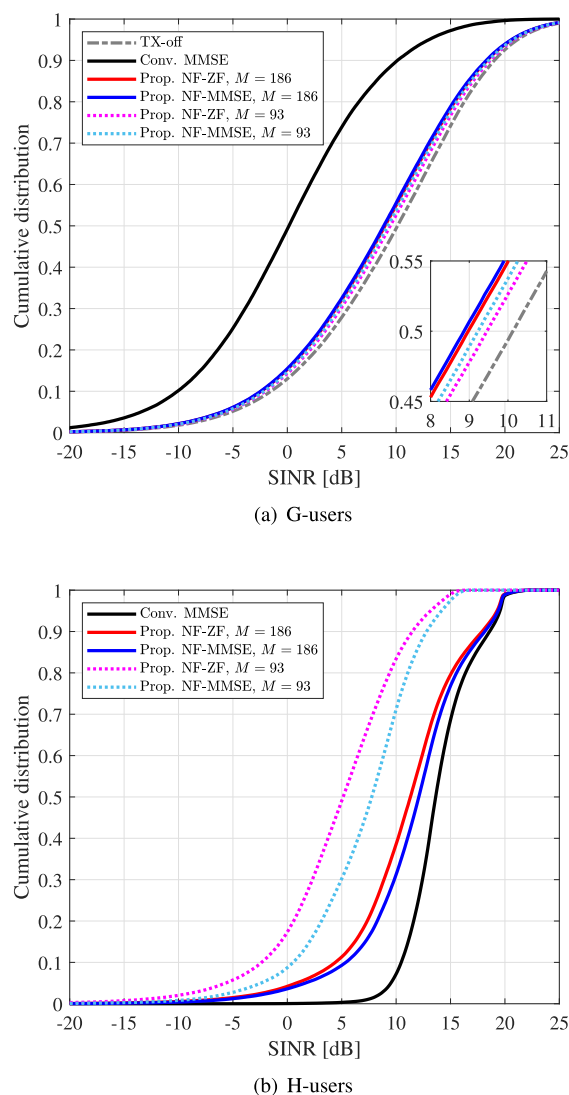 1
0.9
0.8
0.7
0.6
0.5
0.4
0.3
0.2
0.1
0
Cumulative distribution
TX-off
Conv. MMSE
Prop. NF-ZF, M = 186
Prop. NF-MMSE, M = 186
Prop. NF-ZF, M = 93
Prop. NF-MMSE, M = 93
0.55
0.5
0.45
8 9 10 11
-20 -15 -10 -5 0 5 10 15 20 25
SINR [dB]
(a) G-users
1
0.9
0.8
0.7
0.6
0.5
0.4
0.3
0.2
0.1
0
Cumulative distribution
Conv. MMSE
Prop. NF-ZF, M = 186
Prop. NF-MMSE, M = 186
Prop. NF-ZF, M = 93
Prop. NF-MMSE, M = 93
-20 -15 -10 -5 0 5 10 15 20 25
SINR [dB]
(b) H-users